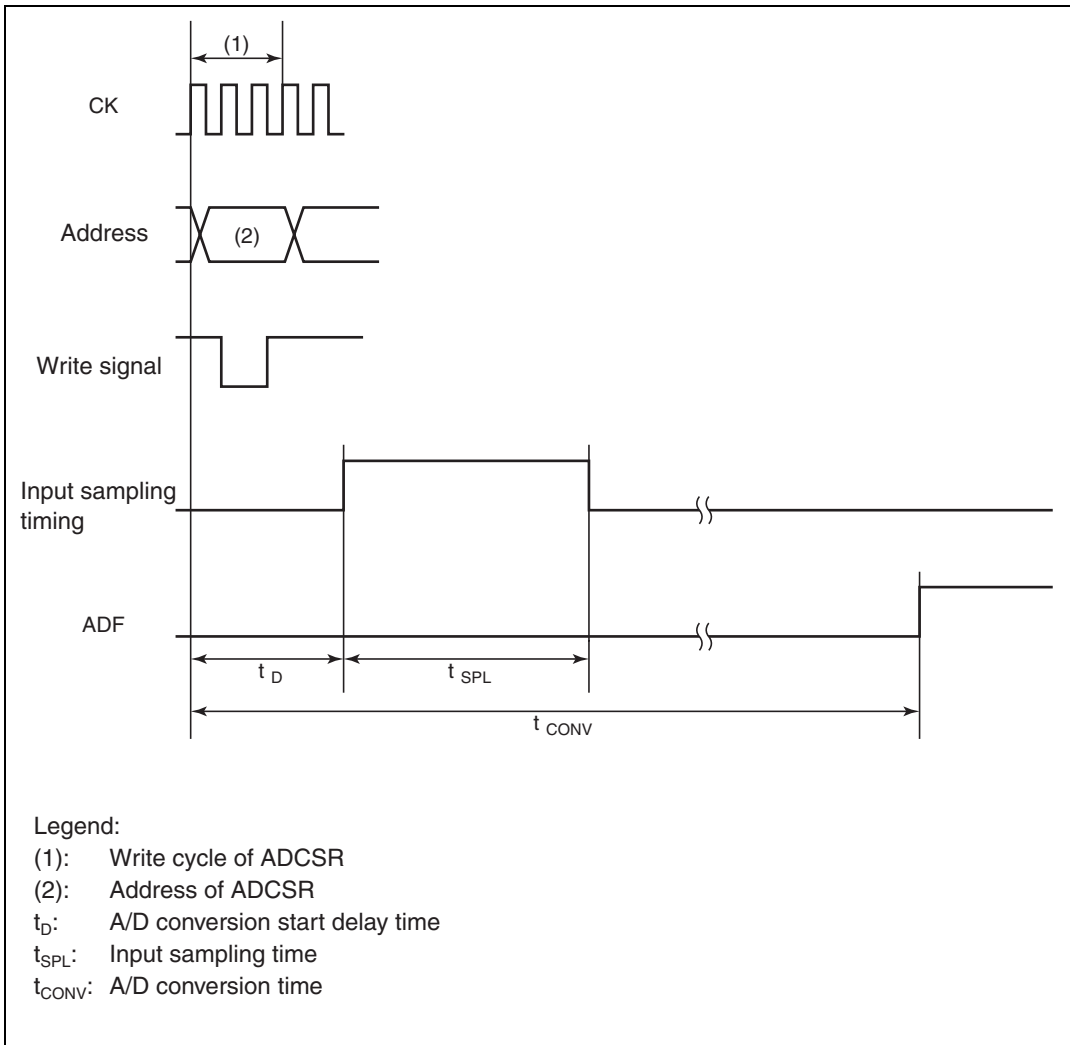 (1)
CK
Address
(2)
Write signal
Input sampling
timing
ADF
t D
t SPL
t CONV
Legend:
(1): Write cycle of ADCSR
(2): Address of ADCSR
tD: A/D conversion start delay time
tSPL: Input sampling time
tCONV: A/D conversion time